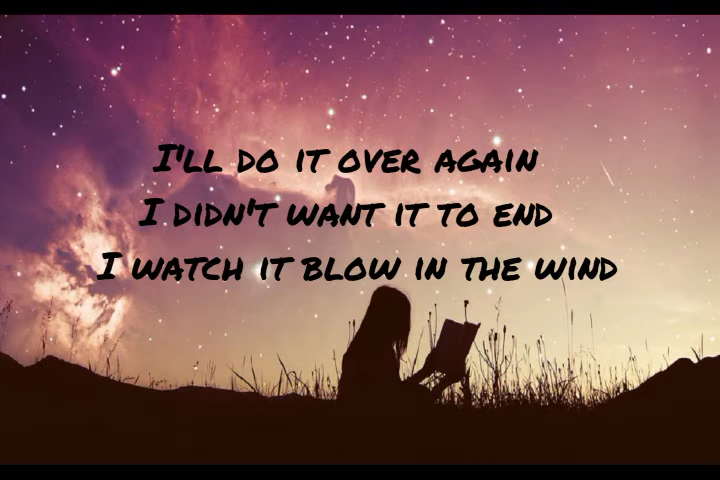 I'll do it over again
I didn't want it to end
I watch it blow in the wind